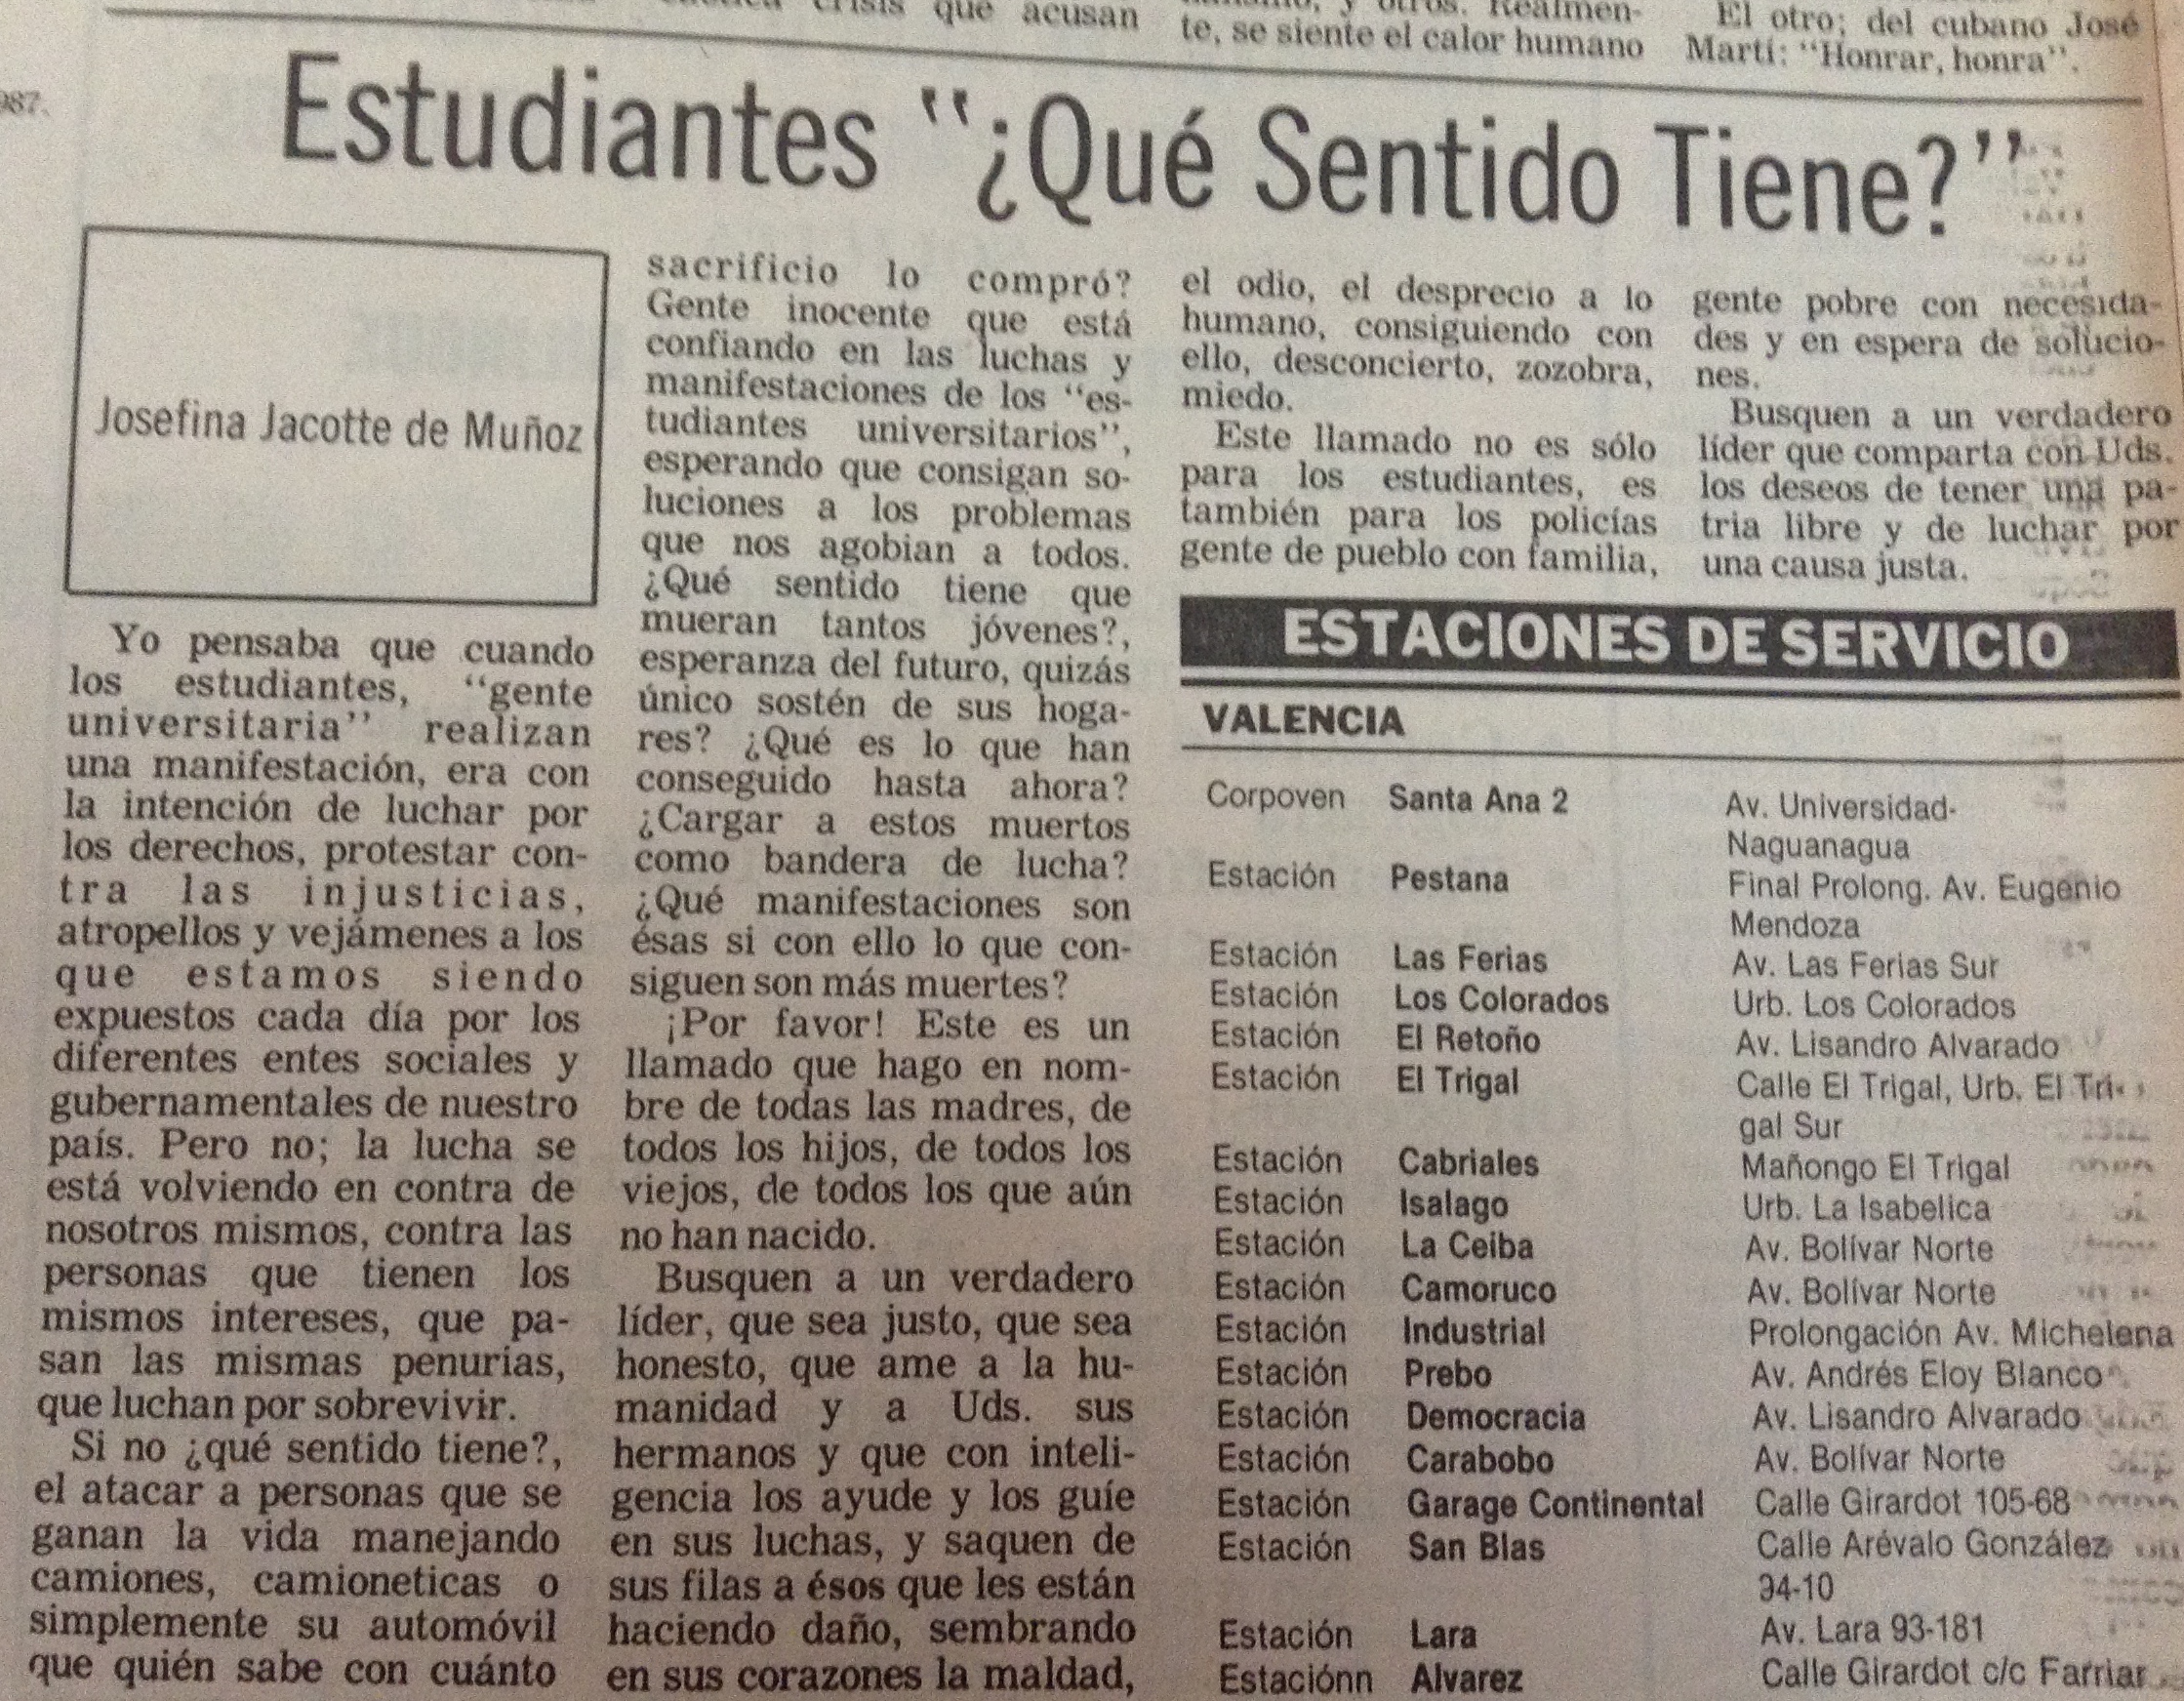 crisis que acusan
manismo, y otros. Realmen-
te, se siente el calor humano
El otro; del cubano José
Martí: "Honrar, honra".
987.
Estudiantes "¿Qué Sentido Tiene?"
Josefina Jacotte de Muñoz
Yo pensaba que cuando
los estudiantes, "gente
universitaria" realizan
una manifestación, era con
la intención de luchar por
los derechos, protestar con-
tra las injusticias,
atropellos y vejámenes a los
que estamos siendo
expuestos cada día por los
diferentes entes sociales y
gubernamentales de nuestro
país. Pero no; la lucha se
está volviendo en contra de
nosotros mismos, contra las
personas que tienen los
mismos intereses, que pa-
san las mismas penurias,
que luchan por sobrevivir.
Si no ¿qué sentido tiene?,
el atacar a personas que se
ganan la vida manejando
camiones, camioneticas o
simplemente su automóvil
que quién sabe con cuánto
sacrificio lo compró?
Gente inocente que está
confiando en las luchas y
manifestaciones de los "es-
tudiantes universitarios",
esperando que consigan so-
luciones a los problemas
que nos agobian a todos.
¿Qué sentido tiene que
mueran tantos jóvenes?,
esperanza del futuro, quizás
único sostén de sus hoga-
res? ¿Qué es lo que han
conseguido hasta ahora?
¿Cargar a estos muertos
como bandera de lucha?
¿Qué manifestaciones son
ésas si con ello lo que con-
siguen son más muertes?
¡Por favor! Este es un
llamado que hago en nom-
bre de todas las madres, de
todos los hijos, de todos los
viejos, de todos los que aún
no han nacido.
Busquen a un verdadero
líder, que sea justo, que sea
honesto, que ame a la hu-
manidad y a Uds. sus
hermanos y que con inteli-
gencia los ayude y los guíe
en sus luchas, y saquen de
sus filas a ésos que les están
haciendo daño, sembrando
en sus corazones la maldad,
el odio, el desprecio a lo
humano, consiguiendo con
ello, desconcierto, zozobra,
miedo.
Este llamado no es sólo
para los estudiantes, es
también para los policías
gente de pueblo con familia,
gente pobre con necesida-
des y en espera de solucio-
nes.
Busquen a un verdadero
líder que comparta con Uds.
los deseos de tener una pa-
tria libre y de luchar por
una causa justa.
ESTACIONES DE SERVICIO
VALENCIA
Corpoven Santa Ana 2 Av. Universidad-
Naguanagua
Estación Pestana Final Prolong. Av. Eugenio
Mendoza
Estación Las Ferias Av. Las Ferias Sur
Estación Los Colorados Urb. Los Colorados
Estación El Retoño Av. Lisandro Alvarado
Estación El Trigal Calle El Trigal, Urb. El Tri-
gal Sur
Estación Cabriales Mañongo El Trigal
Estación Isalago Urb. La Isabelica
Estación La Ceiba Av. Bolívar Norte
Estación Camoruco Av. Bolívar Norte
Estación Industrial Prolongación Av. Michelena
Estación Prebo Av. Andrés Eloy Blanco
Estación Democracia Av. Lisandro Alvarado
Estación Carabobo Av. Bolívar Norte
Estación Garage Continental Calle Girardot 105-68
Estación San Blas Calle Arévalo González
94-10
Estación Lara Av. Lara 93-181
Estaciónn Alvarez Calle Girardot c/c Farriar